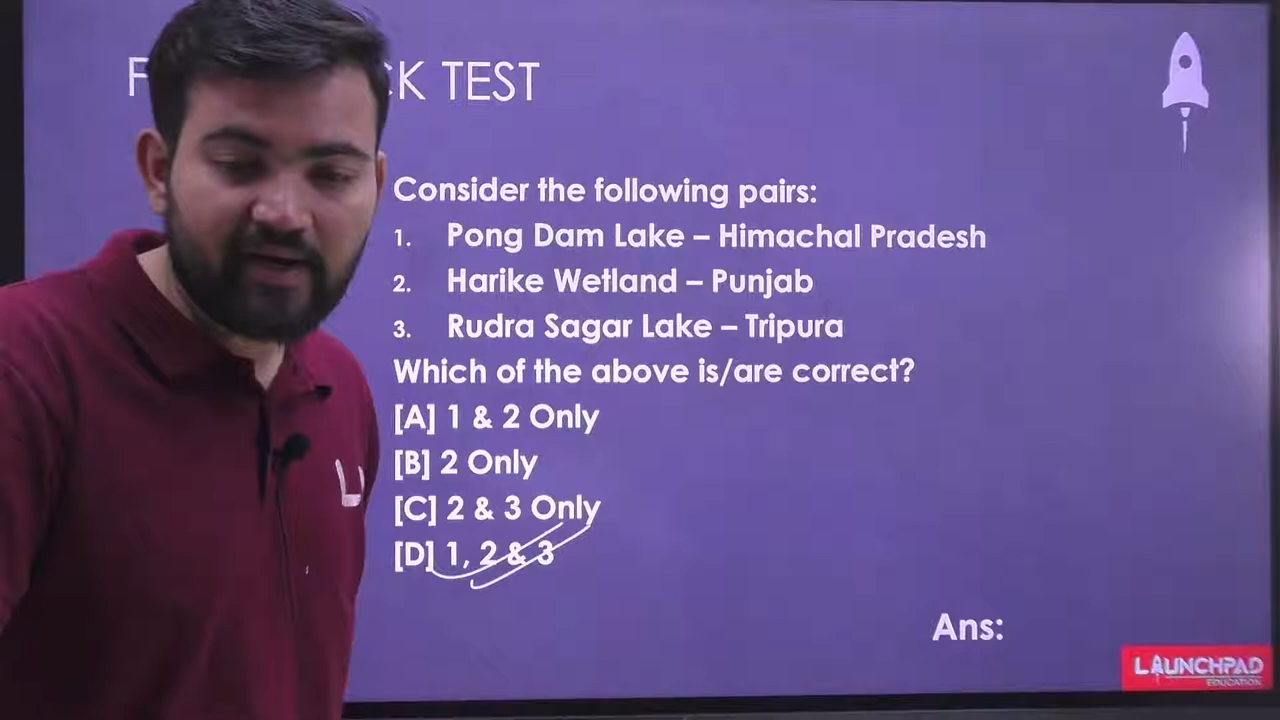 F CK TEST
Consider the following pairs:
1. Pong Dam Lake – Himachal Pradesh
2. Harike Wetland – Punjab
3. Rudra Sagar Lake – Tripura
Which of the above is/are correct?
[A] 1 & 2 Only
[B] 2 Only
[C] 2 & 3 Only
[D] 1, 2 & 3
Ans:
LAUNCHPAD
EDUCATION